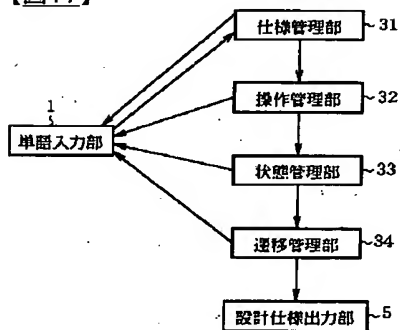 仕様管理部 31
操作管理部 32
1
単語入力部
状態管理部 33
遷移管理部 34
設計仕様出力部 5